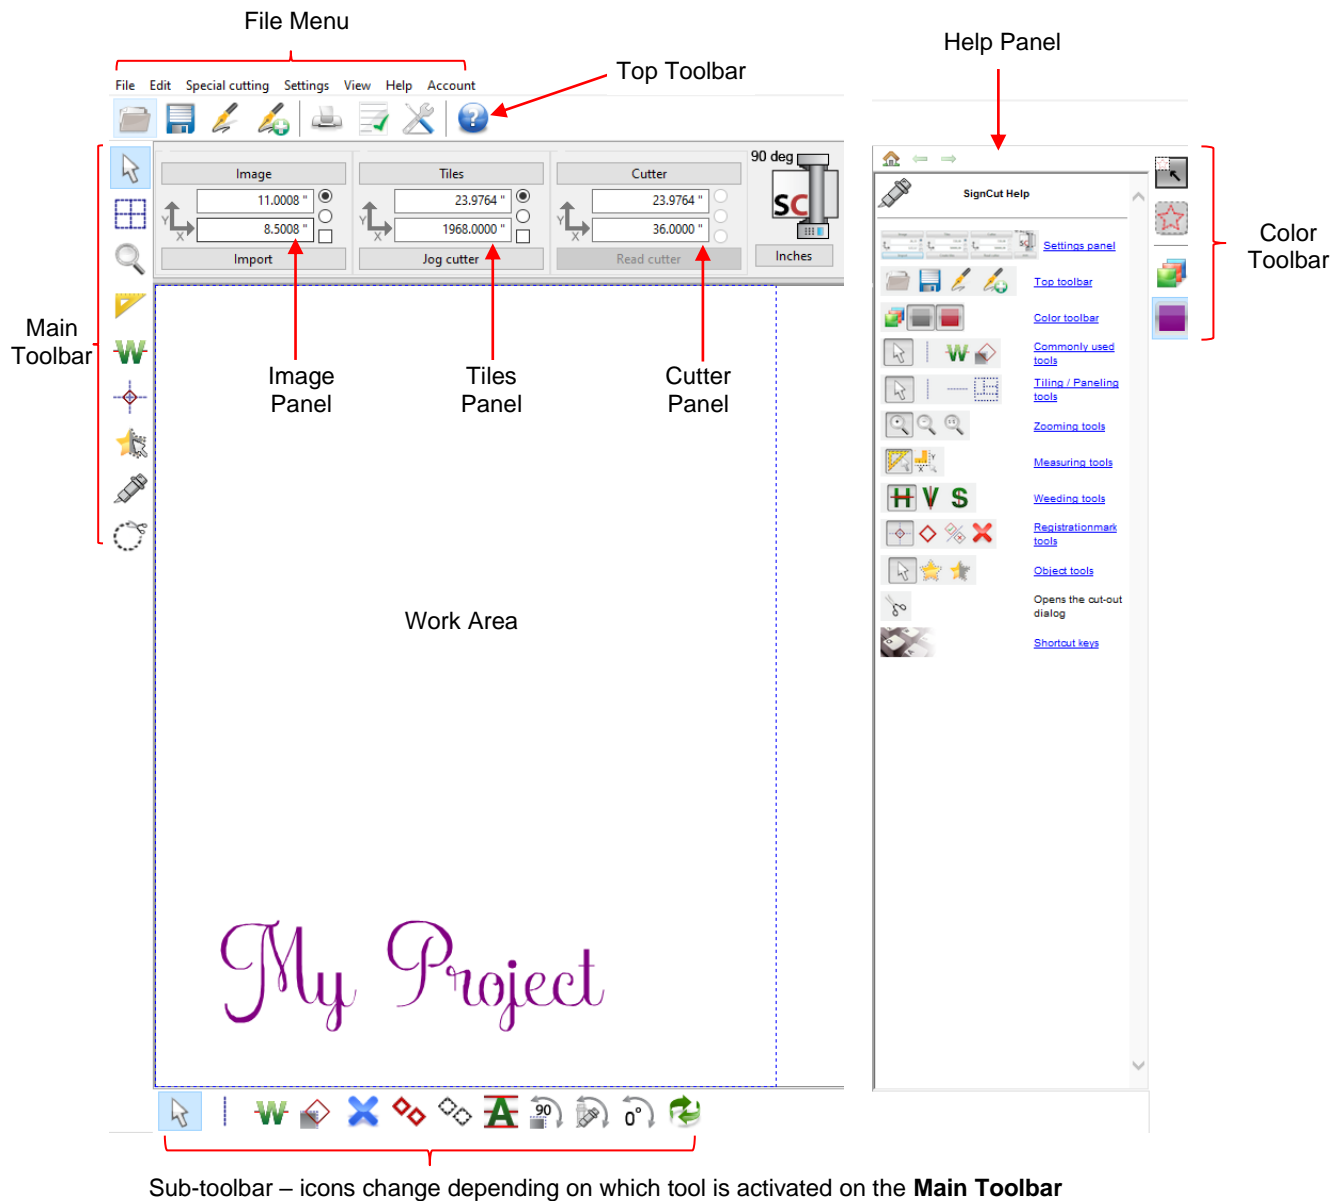 File Menu
Help Panel
Top Toolbar
File Edit Special cutting Settings View Help Account
90 deg
Image
Tiles
Cutter
11.0008 "
23.9764 "
23.9764 "
SC
Y
X
8.5008 "
Y
X
1968.0000 "
Y
X
36.0000 "
Import
Jog cutter
Read cutter
Inches
SignCut Help
Settings panel
Top toolbar
Color toolbar
W
Commonly used
tools
Tiling / Paneling
tools
Zooming tools
Measuring tools
H V S
Weeding tools
Registrationmark
tools
Object tools
Opens the cut-out
dialog
Shortcut keys
Color
Toolbar
Main
Toolbar
W
Image
Panel
Tiles
Panel
Cutter
Panel
Work Area
My Project
W
A
90
0°
Sub-toolbar – icons change depending on which tool is activated on the Main Toolbar